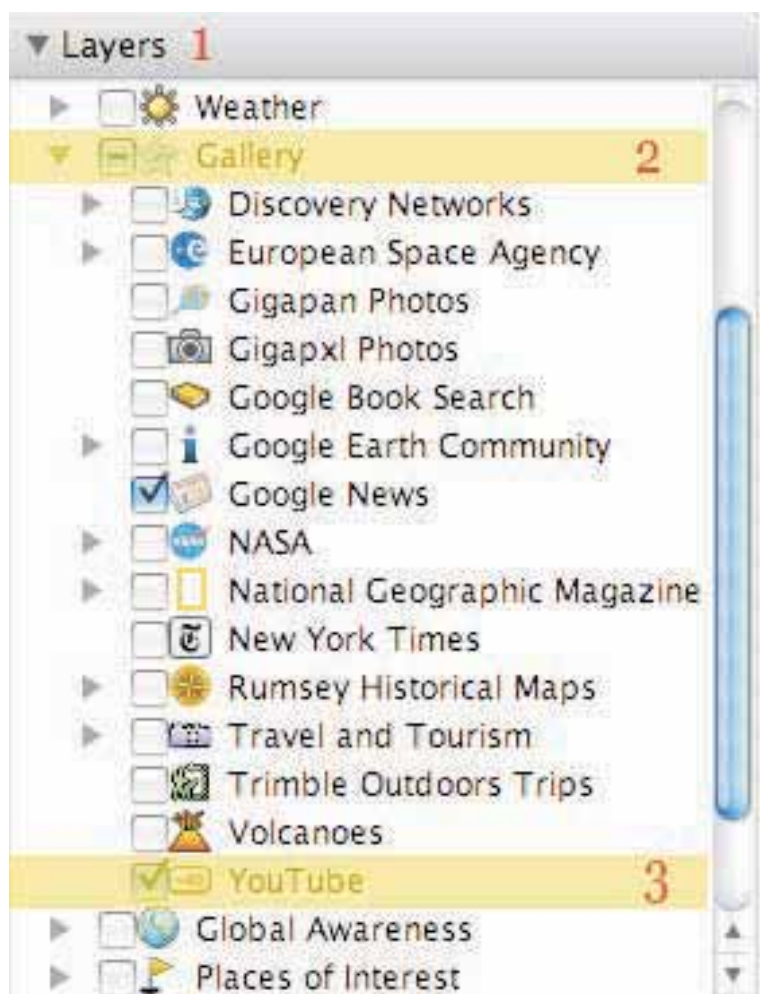 Layers 1
Weather
Gallery 2
Discovery Networks
European Space Agency
Gigapan Photos
Gigapxl Photos
Google Book Search
Google Earth Community
Google News
NASA
National Geographic Magazine
New York Times
Rumsey Historical Maps
Travel and Tourism
Trimble Outdoors Trips
Volcanoes
YouTube 3
Global Awareness
Places of Interest